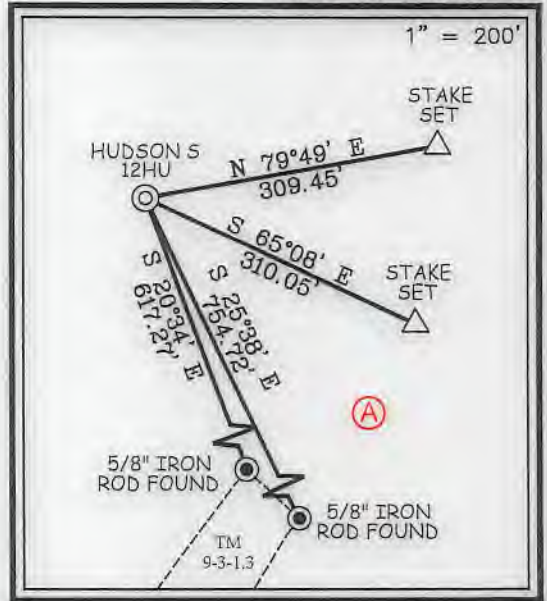 1" = 200'
STAKE
SET
HUDSON S
12HU
N 79°49' E
309.45'
S 65°08' E
310.05'
STAKE
SET
S 20°34' E
617.27'
S 25°38' E
754.72'
A
5/8" IRON
ROD FOUND
5/8" IRON
ROD FOUND
TM
9-3-1.3